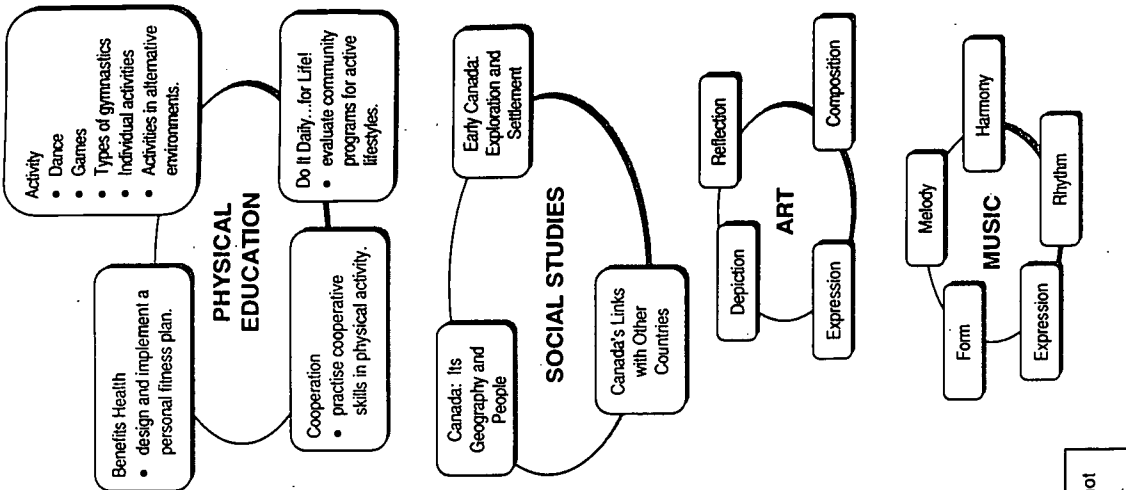 Benefits Health
• design and implement a
personal fitness plan.
Activity
• Dance
• Games
• Types of gymnastics
• Individual activities
• Activities in alternative
environments.
PHYSICAL
EDUCATION
Cooperation
• practise cooperative
skills in physical activity.
Do It Daily...for Life!
• evaluate community
programs for active
lifestyles.
Canada: Its
Geography and
People
Early Canada:
Exploration and
Settlement
SOCIAL STUDIES
Canada's Links
with Other
Countries
Depiction
Reflection
ART
Expression
Composition
Form
Melody
Harmony
MUSIC
Expression
Rhythm